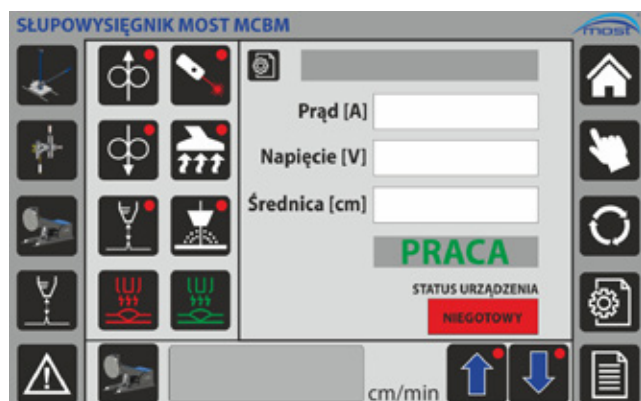 SŁUPOWYSIĘGNIK MOST MCBM
most
Prąd [A]
Napięcie [V]
Średnica [cm]
PRACA
STATUS URZĄDZENIA
NIEGOTOWY
cm/min